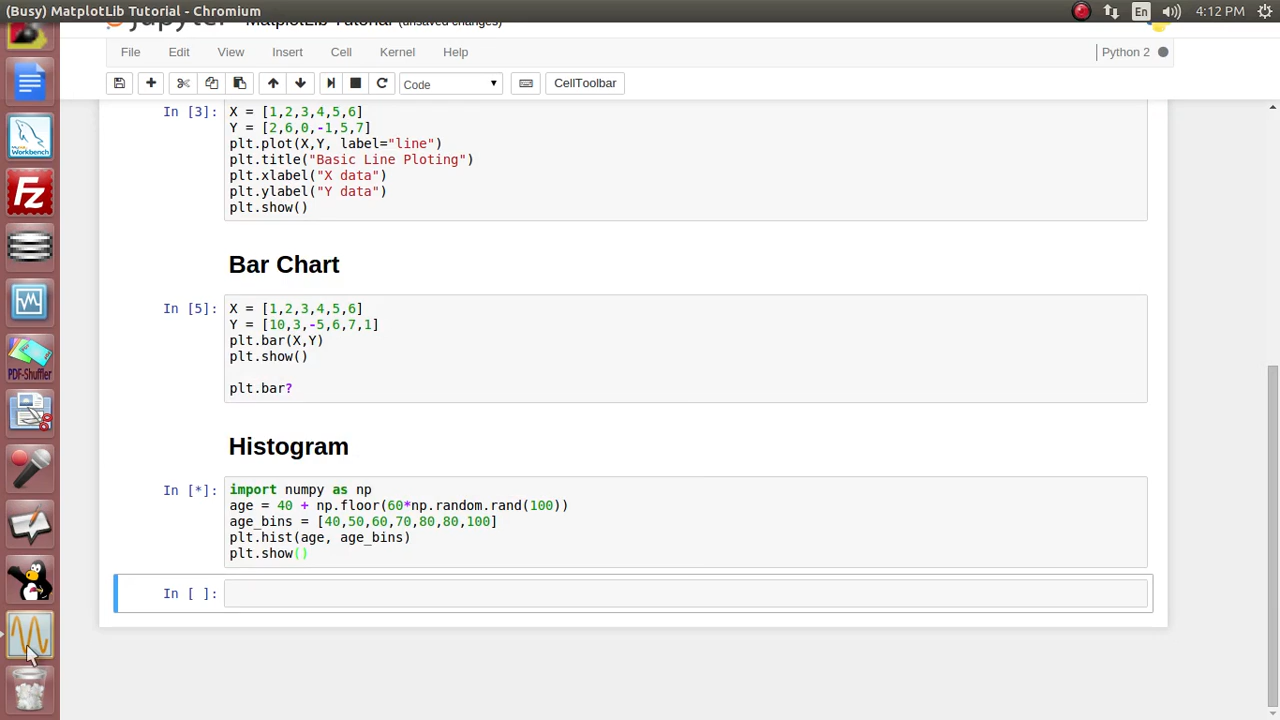 (Busy) MatplotLib Tutorial - Chromium
En
4:12 PM
File Edit View Insert Cell Kernel Help
Python 2
Code
CellToolbar
In [3]:
X = [1,2,3,4,5,6]
Y = [2,6,0,-1,5,7]
plt.plot(X,Y, label="line")
plt.title("Basic Line Ploting")
plt.xlabel("X data")
plt.ylabel("Y data")
plt.show()
Bar Chart
In [5]:
X = [1,2,3,4,5,6]
Y = [10,3,-5,6,7,1]
plt.bar(X,Y)
plt.show()
plt.bar?
Histogram
In [*]:
import numpy as np
age = 40 + np.floor(60*np.random.rand(100))
age_bins = [40,50,60,70,80,80,100]
plt.hist(age, age_bins)
plt.show()
In [ ]:
Workbench
Fz
PDF-Shuffler